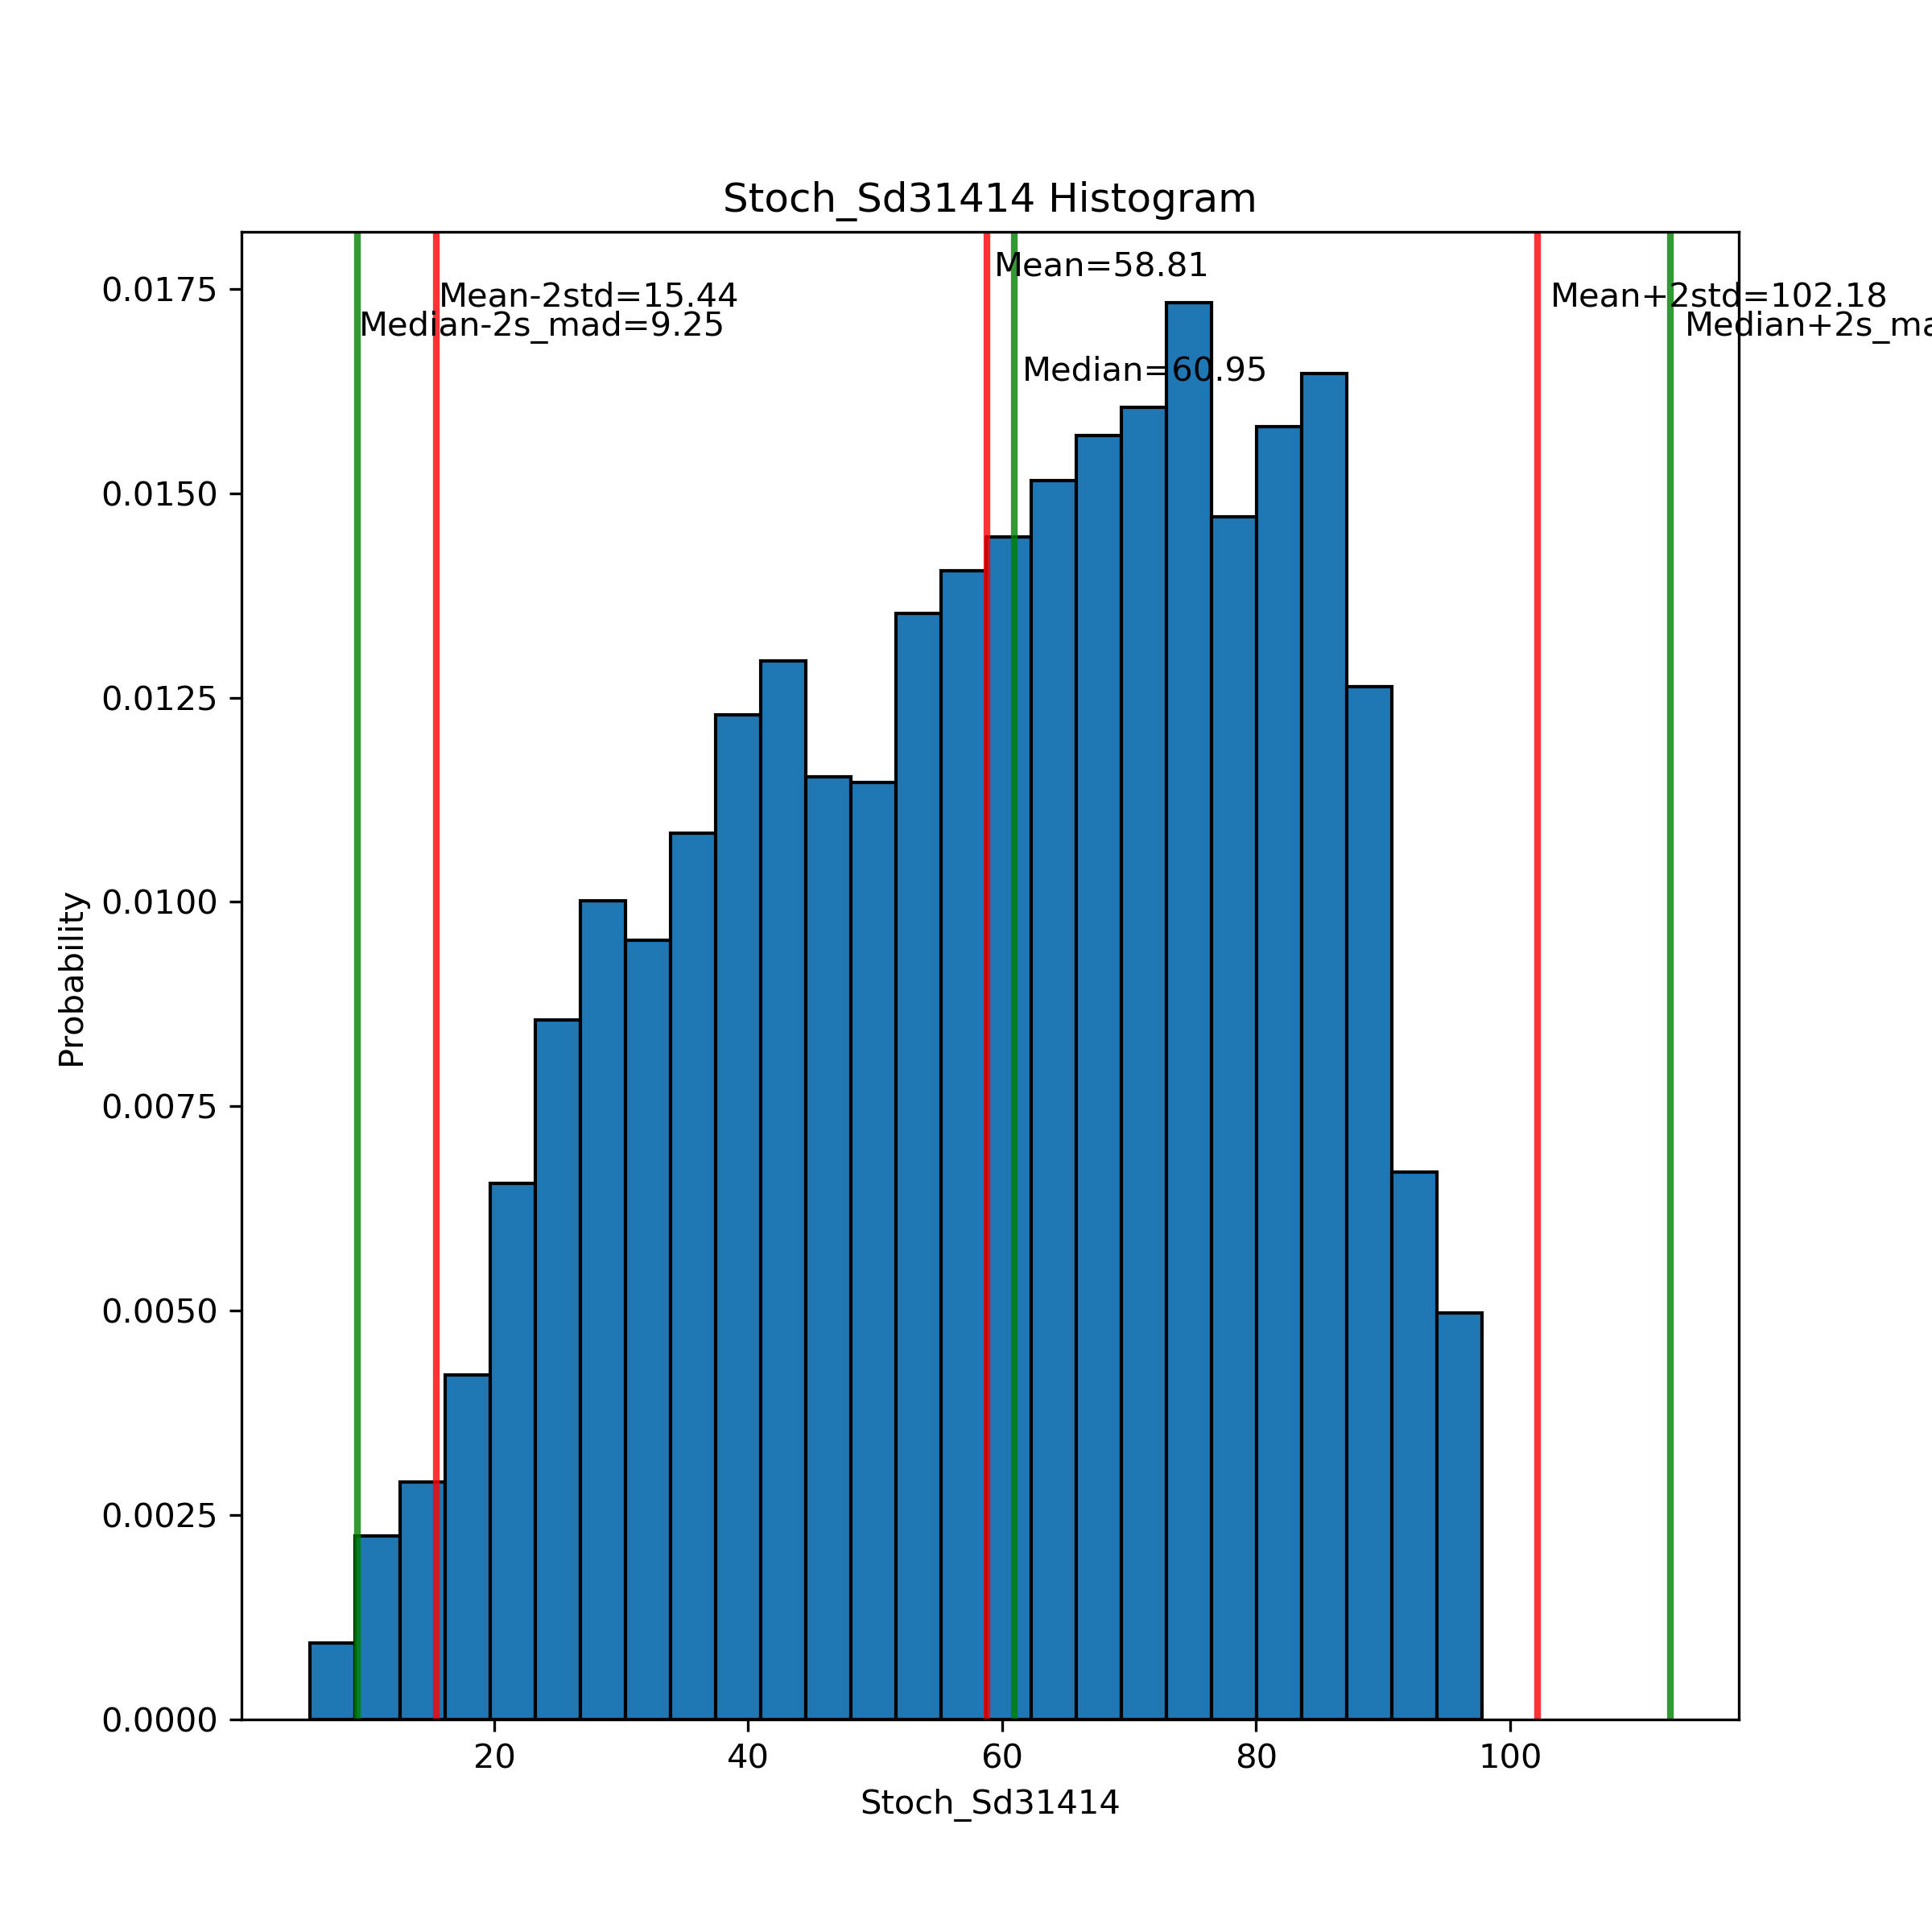 Stoch_Sd31414 Histogram
Mean=58.81
Mean-2std=15.44
Mean+2std=102.18
Median-2s_mad=9.25
Median+2s_ma
Median=60.95
0.0175
0.0150
0.0125
0.0100
0.0075
0.0050
0.0025
0.0000
Probability
20 40 60 80 100
Stoch_Sd31414